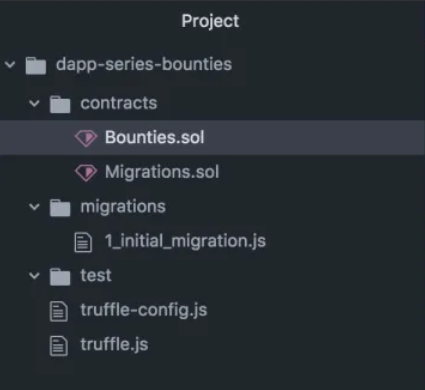 Project
dapp-series-bounties
contracts
Bounties.sol
Migrations.sol
migrations
1_initial_migration.js
test
truffle-config.js
truffle.js